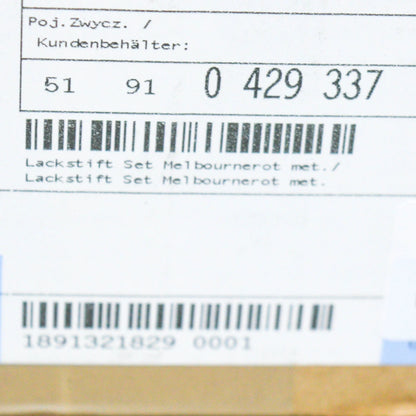 Poj.Zwycz. /
Kundenbehälter:
51 91 0 429 337
Lackstift Set Melbournerot met./
Lackstift Set Melbournerot met.
1891321829 0001